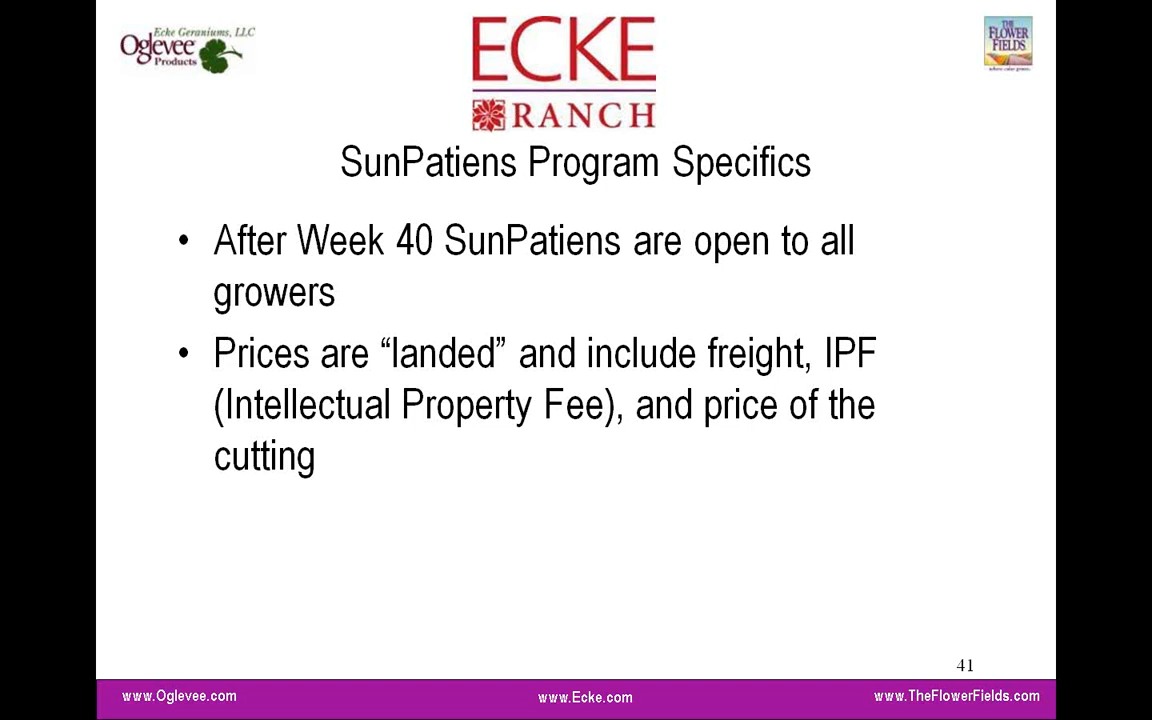 Ecke Geraniums, LLC
Oglevee
Products
ECKE
RANCH
THE
FLOWER
FIELDS
SunPatiens Program Specifics
• After Week 40 SunPatiens are open to all
growers
• Prices are “landed” and include freight, IPF
(Intellectual Property Fee), and price of the
cutting
41
www.Oglevee.com
www.Ecke.com
www.TheFlowerFields.com